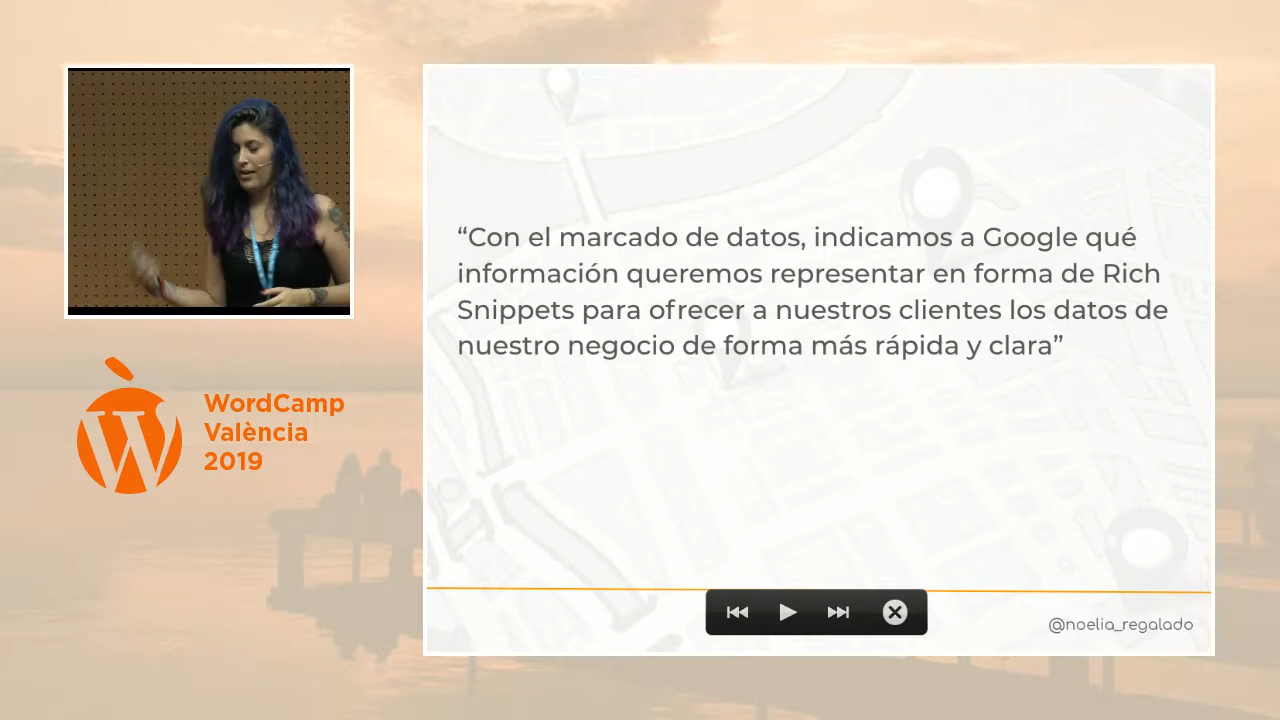 WordCamp
València
2019
“Con el marcado de datos, indicamos a Google qué
información queremos representar en forma de Rich
Snippets para ofrecer a nuestros clientes los datos de
nuestro negocio de forma más rápida y clara”
@noelia_regalado